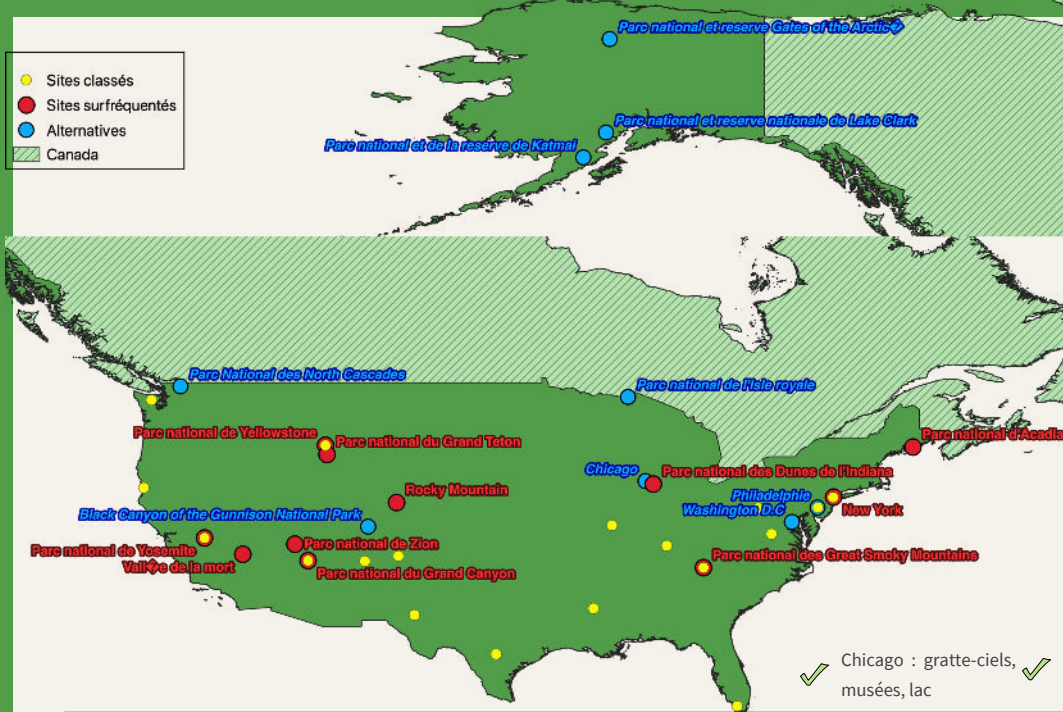 Parc national et reserve Gates of the Arctic�
Sites classés
Sites surfréquentés
Alternatives
Canada
Parc national et reserve nationale de Lake Clark
Parc national et de la reserve de Katmai
Parc National des North Cascades
Parc national de l'Isle royale
Parc national de Yellowstone
Parc national du Grand Teton
Parc national d'Acadia
Chicago
Parc national des Dunes de l'Indiana
Rocky Mountain
Philadelphie
Washington D.C
New York
Black Canyon of the Gunnison National Park
Parc national de Yosemite
Parc national de Zion
Vall�e de la mort
Parc national du Grand Canyon
Parc national des Great Smoky Mountains
Chicago : gratte-ciels,
musées, lac